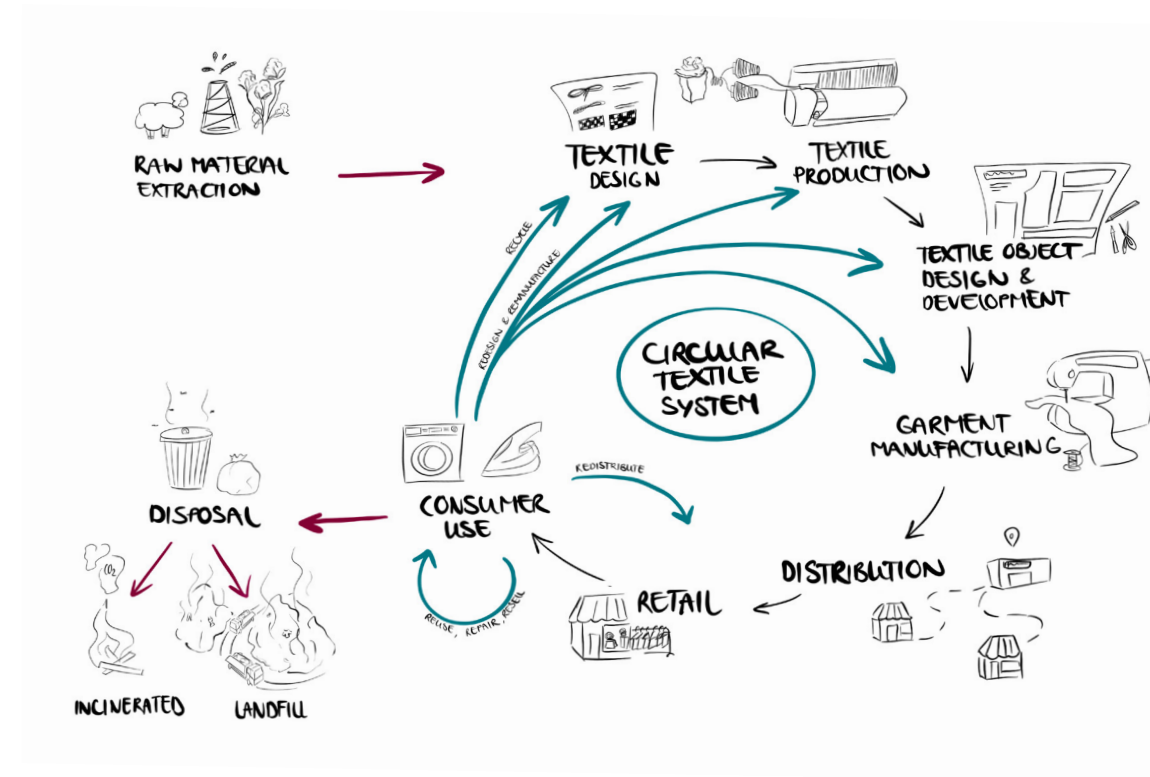 RAW MATERIAL
EXTRACTION
TEXTILE
DESIGN
TEXTILE
PRODUCTION
TEXTILE OBJECT
DESIGN &
DEVELOPMENT
RECYCLE
REDESIGN & REMANUFACTURE
CIRCULAR
TEXTILE
SYSTEM
GARMENT
MANUFACTURING
REDISTRIBUTE
CONSUMER
USE
DISPOSAL
CO2
REUSE, REPAIR, RESELL
DISTRIBUTION
RETAIL
INCINERATED
LANDFILL